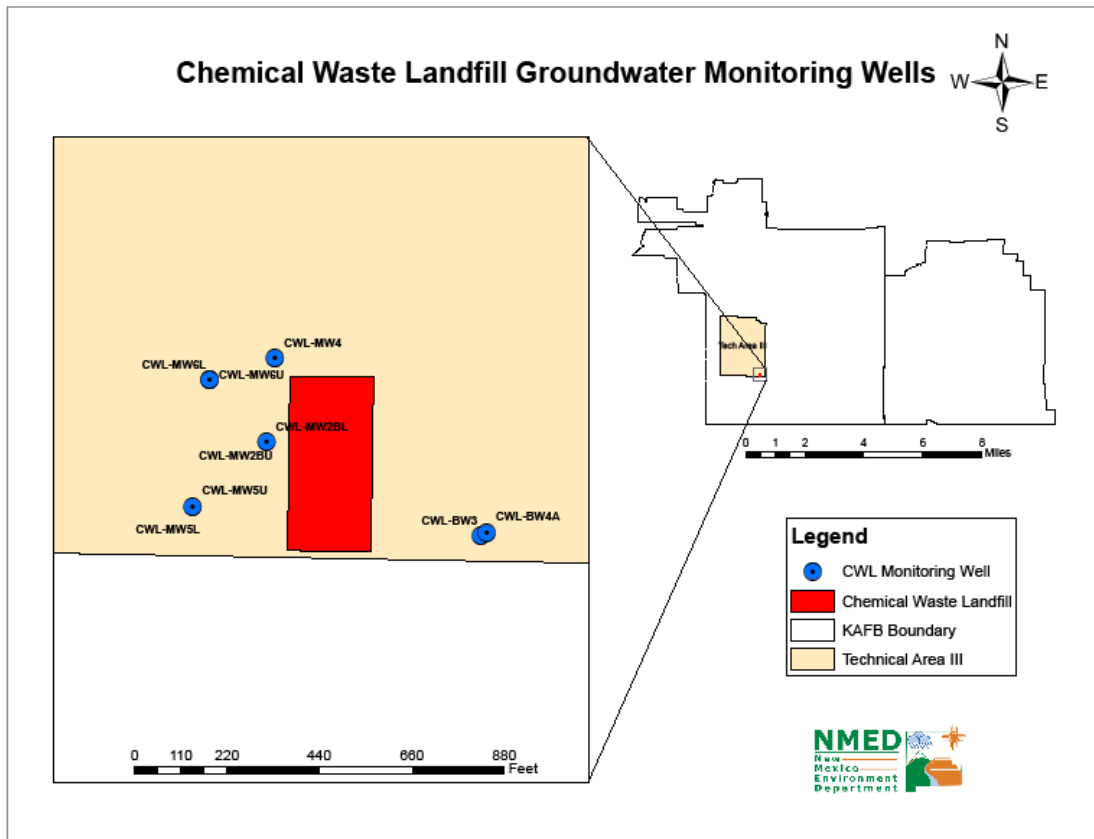 Chemical Waste Landfill Groundwater Monitoring Wells
N
W E
S
CWL-MW4
CWL-MW6L
CWL-MW6U
CWL-MW2BL
CWL-MW2BU
CWL-MW5U
CWL-MW5L
CWL-BW3
CWL-BW4A
0 110 220 440 660 880
Feet
Tech Area III
0 2 4 6 8
Miles
Legend
CWL Monitoring Well
Chemical Waste Landfill
KAFB Boundary
Technical Area III
NMED
New
Mexico
Environment
Department